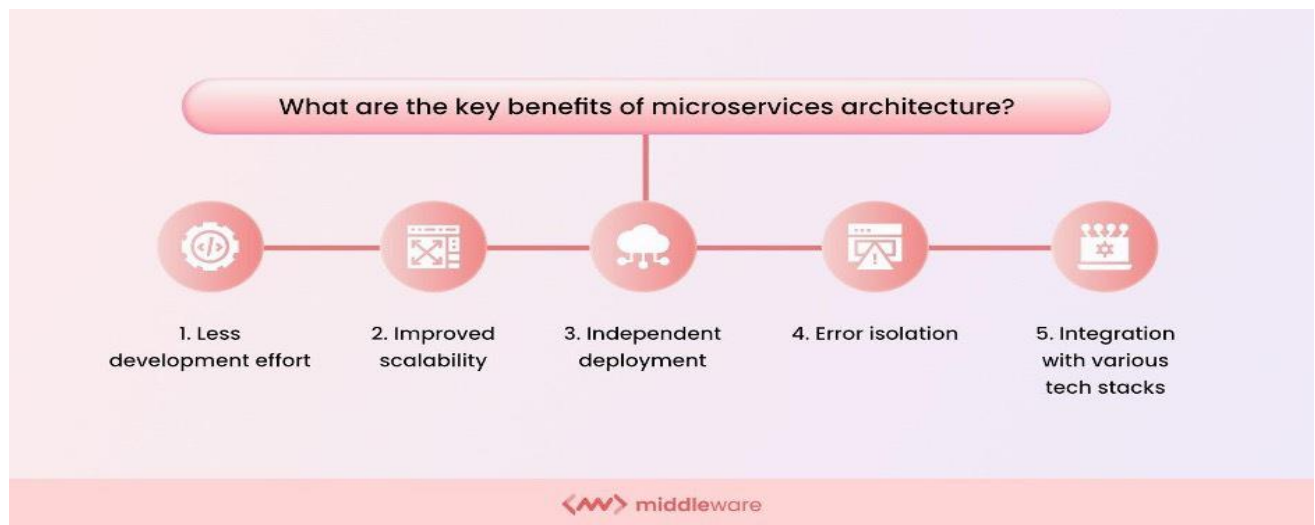 What are the key benefits of microservices architecture?
1. Less
development effort
2. Improved
scalability
3. Independent
deployment
4. Error isolation
5. Integration
with various
tech stacks
middleware